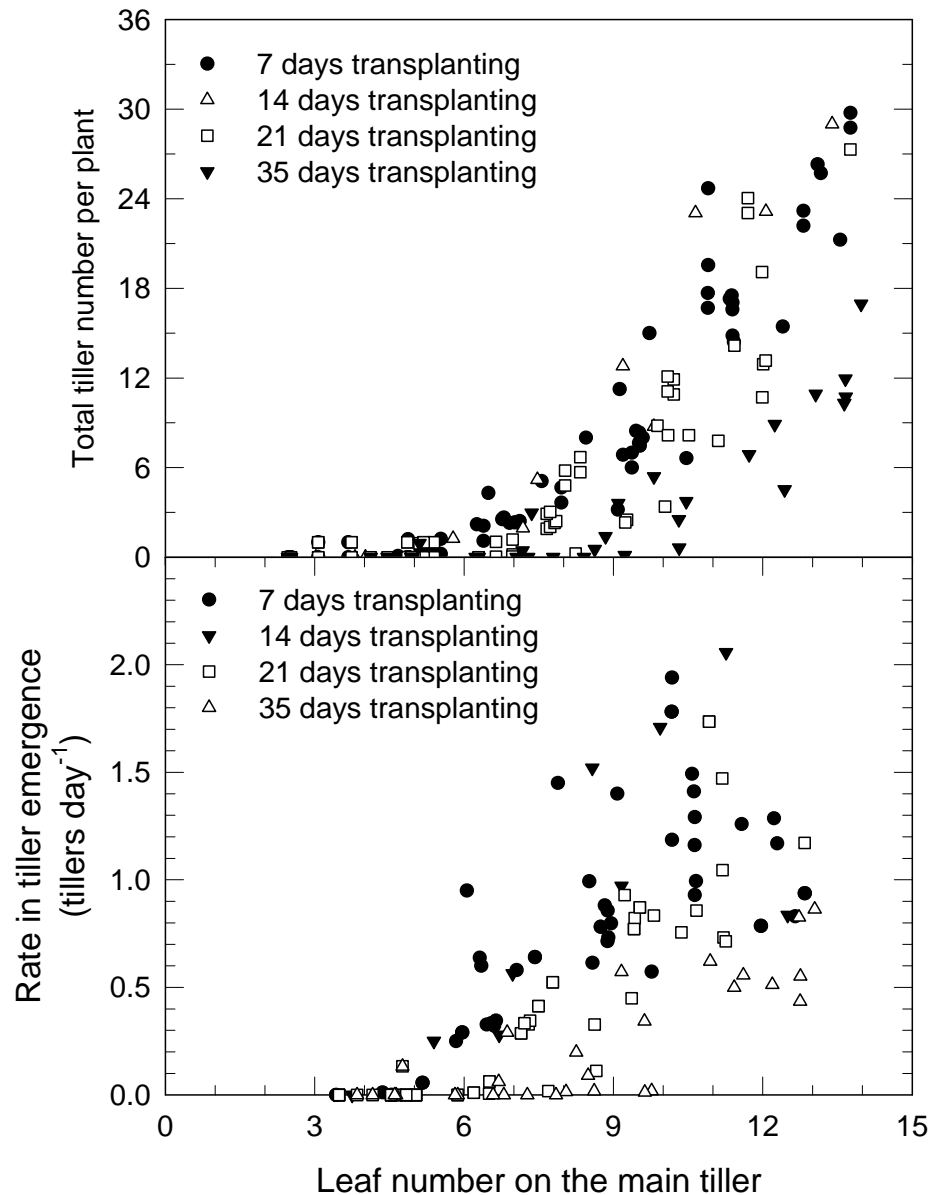 36
30
24
18
12
6
0
Total tiller number per plant
7 days transplanting
14 days transplanting
21 days transplanting
35 days transplanting
2.0
1.5
1.0
0.5
0.0
Rate in tiller emergence
(tillers day-1)
7 days transplanting
14 days transplanting
21 days transplanting
35 days transplanting
0 3 6 9 12 15
Leaf number on the main tiller